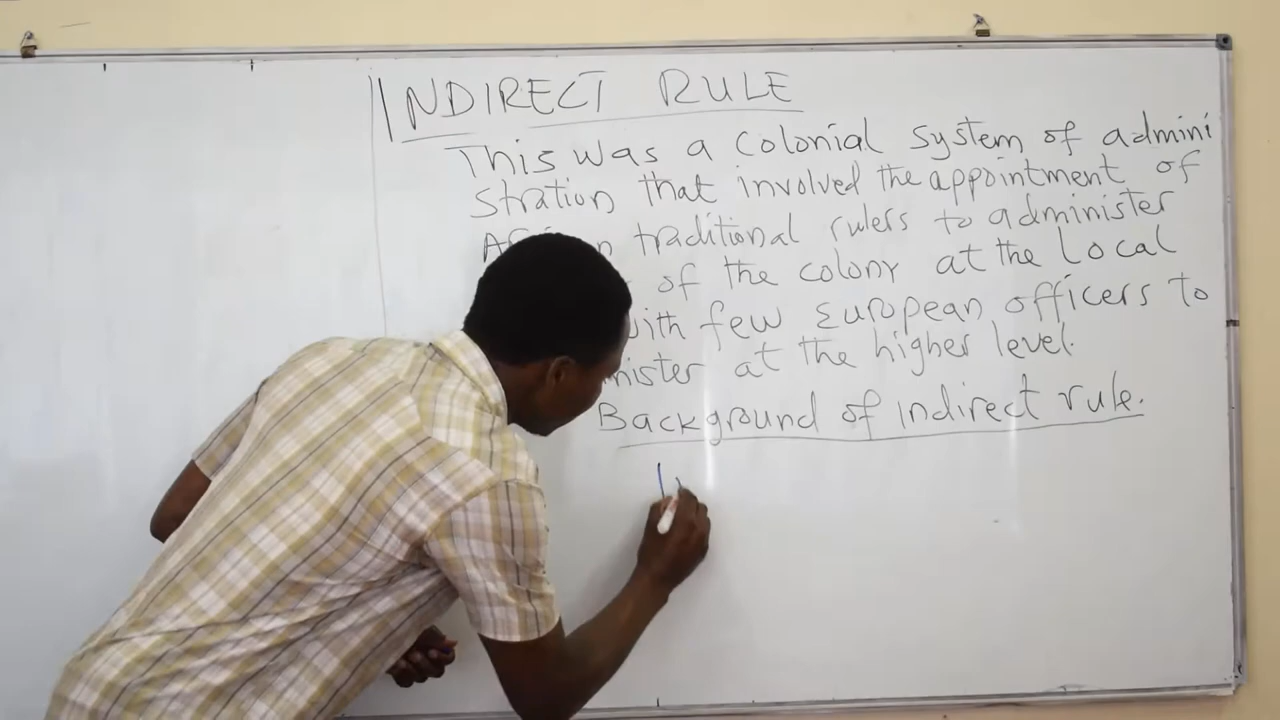 INDIRECT RULE
This was a colonial system of admini
stration that involved the appointment of
traditional rulers to administer
of the colony at the local
with few European officers to
nister at the higher level.
Background of indirect rule.